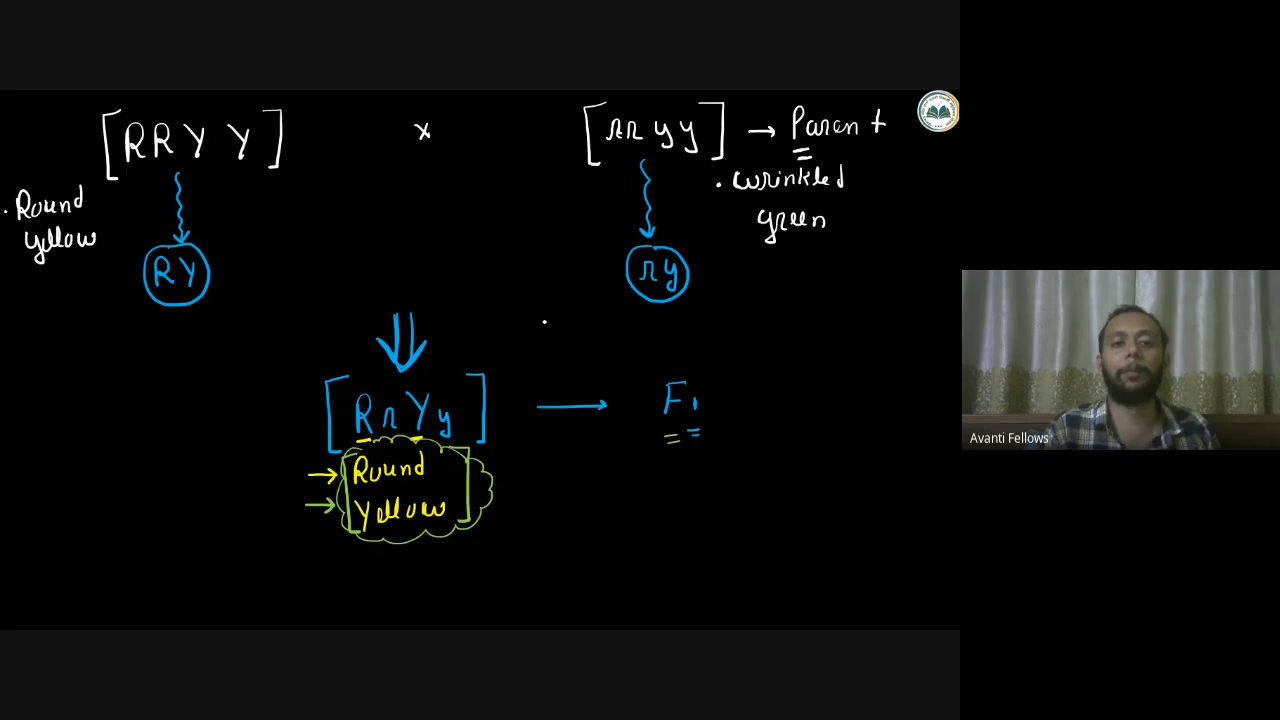 [RRYY] x [rryy] → Parent
. Round
yellow
. wrinkled
green
RY
ry
[RrYy] → F1
Round
Yellow
Avanti Fellows